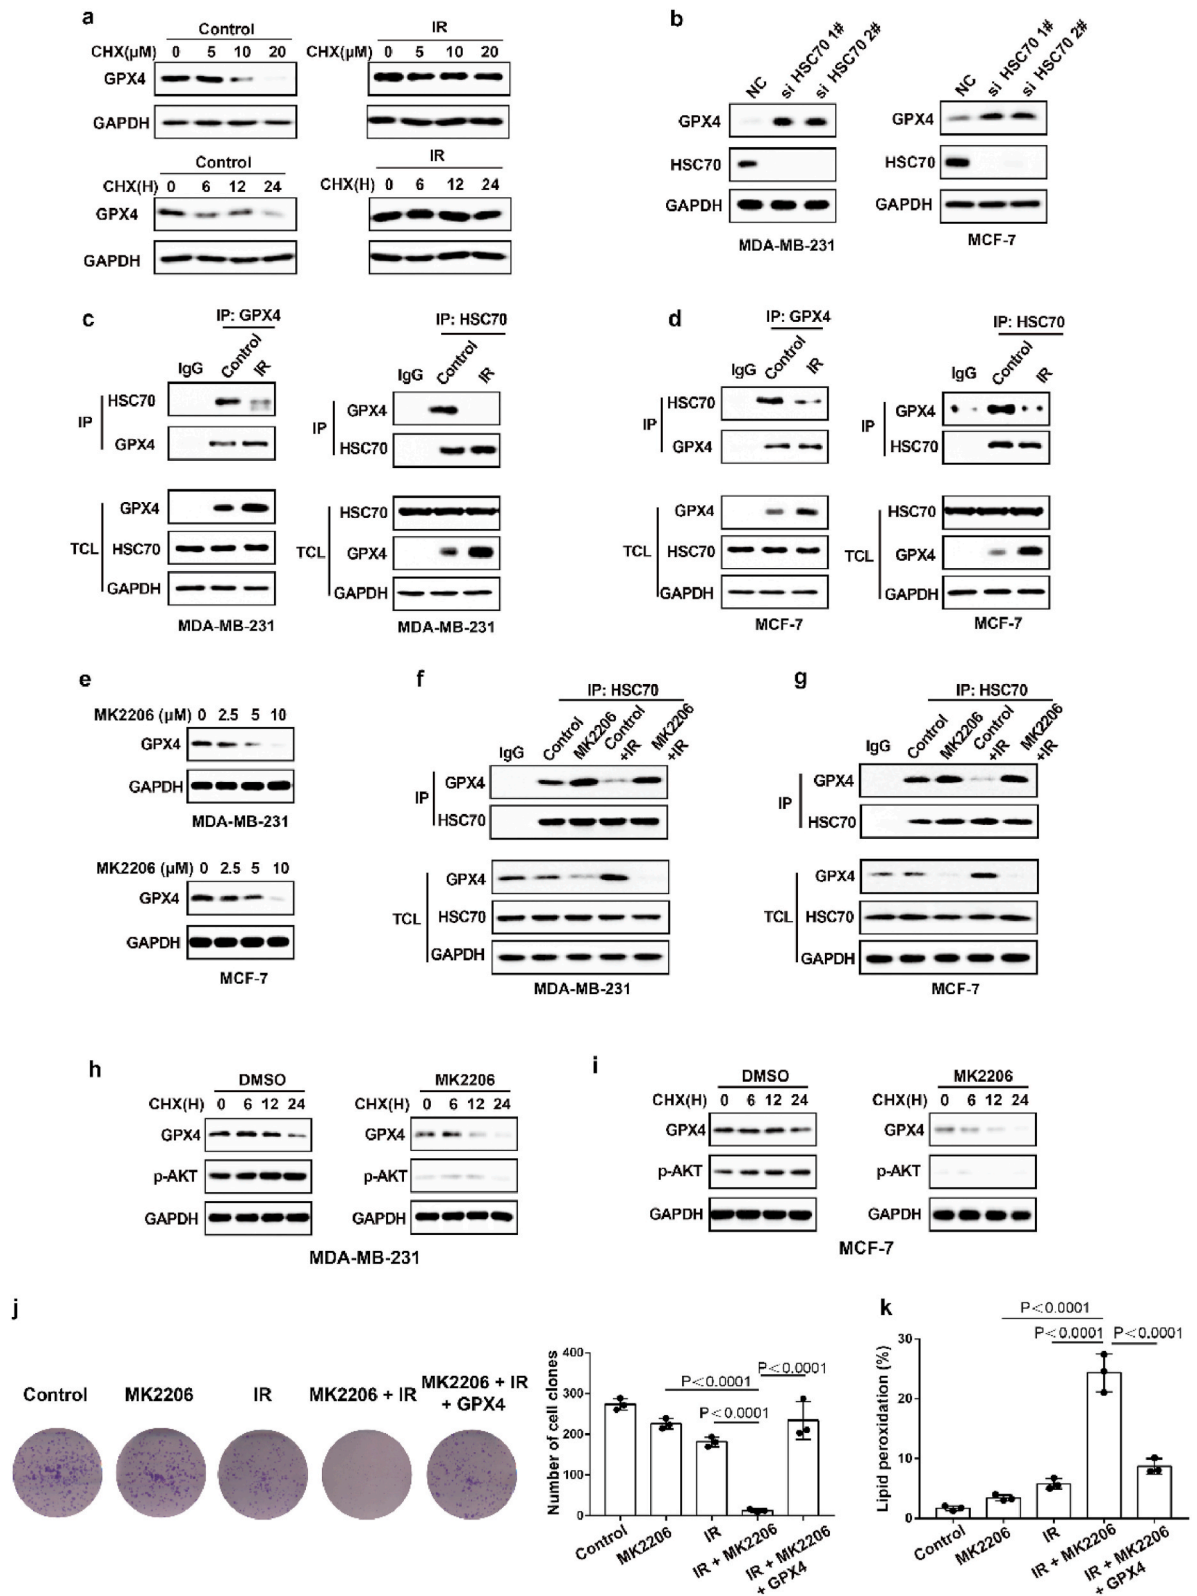 a
Control
IR
CHX(µM) 0 5 10 20
CHX(µM) 0 5 10 20
GPX4
GAPDH
Control
IR
CHX(H) 0 6 12 24
CHX(H) 0 6 12 24
GPX4
GAPDH
b
NC
si HSC70 1#
si HSC70 2#
GPX4
HSC70
GAPDH
MDA-MB-231
NC
si HSC70 1#
si HSC70 2#
GPX4
HSC70
GAPDH
MCF-7
c
IP: GPX4
IgG Control IR
IP
HSC70
GPX4
TCL
GPX4
HSC70
GAPDH
MDA-MB-231
IP: HSC70
IgG Control IR
IP
GPX4
HSC70
TCL
HSC70
GPX4
GAPDH
MDA-MB-231
d
IP: GPX4
IgG Control IR
IP
HSC70
GPX4
TCL
GPX4
HSC70
GAPDH
MCF-7
IP: HSC70
IgG Control IR
IP
GPX4
HSC70
TCL
HSC70
GPX4
GAPDH
MCF-7
e
MK2206 (µM) 0 2.5 5 10
GPX4
GAPDH
MDA-MB-231
MK2206 (µM) 0 2.5 5 10
GPX4
GAPDH
MCF-7
f
IP: HSC70
IgG
Control
MK2206
Control
+IR
MK2206
+IR
IP
GPX4
HSC70
TCL
GPX4
HSC70
GAPDH
MDA-MB-231
g
IP: HSC70
IgG
Control
MK2206
Control
+IR
MK2206
+IR
IP
GPX4
HSC70
TCL
GPX4
HSC70
GAPDH
MCF-7
h
DMSO
MK2206
CHX(H) 0 6 12 24
CHX(H) 0 6 12 24
GPX4
GPX4
p-AKT
p-AKT
GAPDH
GAPDH
MDA-MB-231
i
DMSO
MK2206
CHX(H) 0 6 12 24
CHX(H) 0 6 12 24
GPX4
GPX4
p-AKT
p-AKT
GAPDH
GAPDH
MCF-7
j
Control
MK2206
IR
MK2206 + IR
MK2206 + IR
+ GPX4
Number of cell clones
400
300
200
100
0
P<0.0001
P<0.0001
P<0.0001
Control
MK2206
IR
IR + MK2206
IR + MK2206
+ GPX4
k
Lipid peroxidation (%)
30
20
10
0
P<0.0001
P<0.0001
P<0.0001
Control
MK2206
IR
IR + MK2206
IR + MK2206
+ GPX4